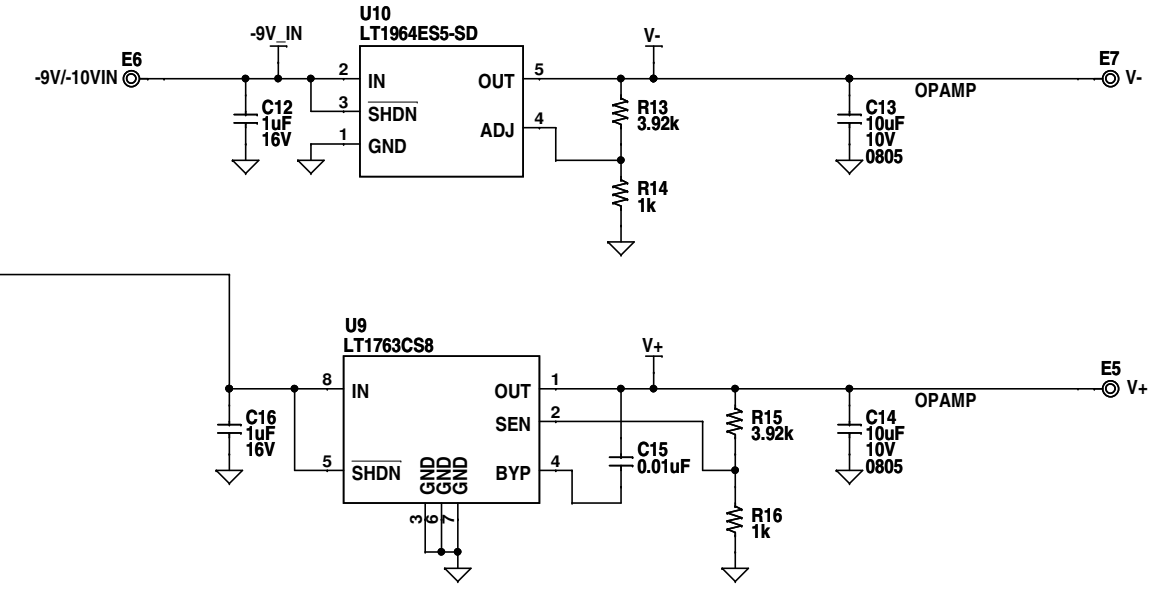 U10
LT1964ES5-SD
-9V_IN
V-
E6
-9V/-10VIN
E7
V-
2
IN
OUT
5
OPAMP
C12
1uF
16V
3
SHDN
R13
3.92k
C13
10uF
10V
0805
4
ADJ
1
GND
R14
1k
U9
LT1763CS8
V+
E5
V+
8
IN
OUT
1
OPAMP
C16
1uF
16V
SEN
2
R15
3.92k
C14
10uF
10V
0805
5
SHDN
GND
GND
GND
BYP
4
C15
0.01uF
3
6
7
R16
1k